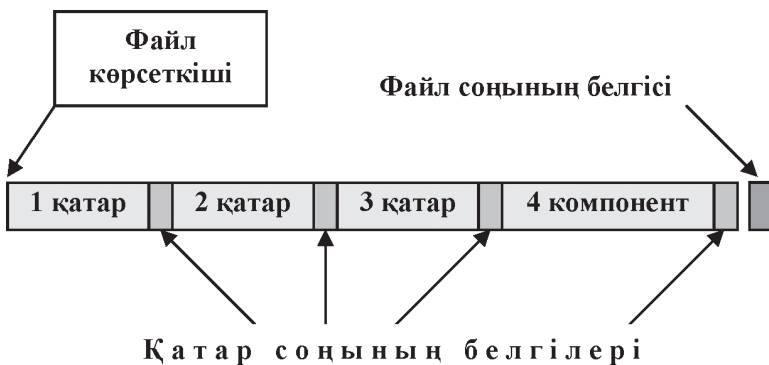 Файл
көрсеткіші
Файл соңының белгісі
1 қатар 2 қатар 3 қатар 4 компонент
Қатар соңының белгілері